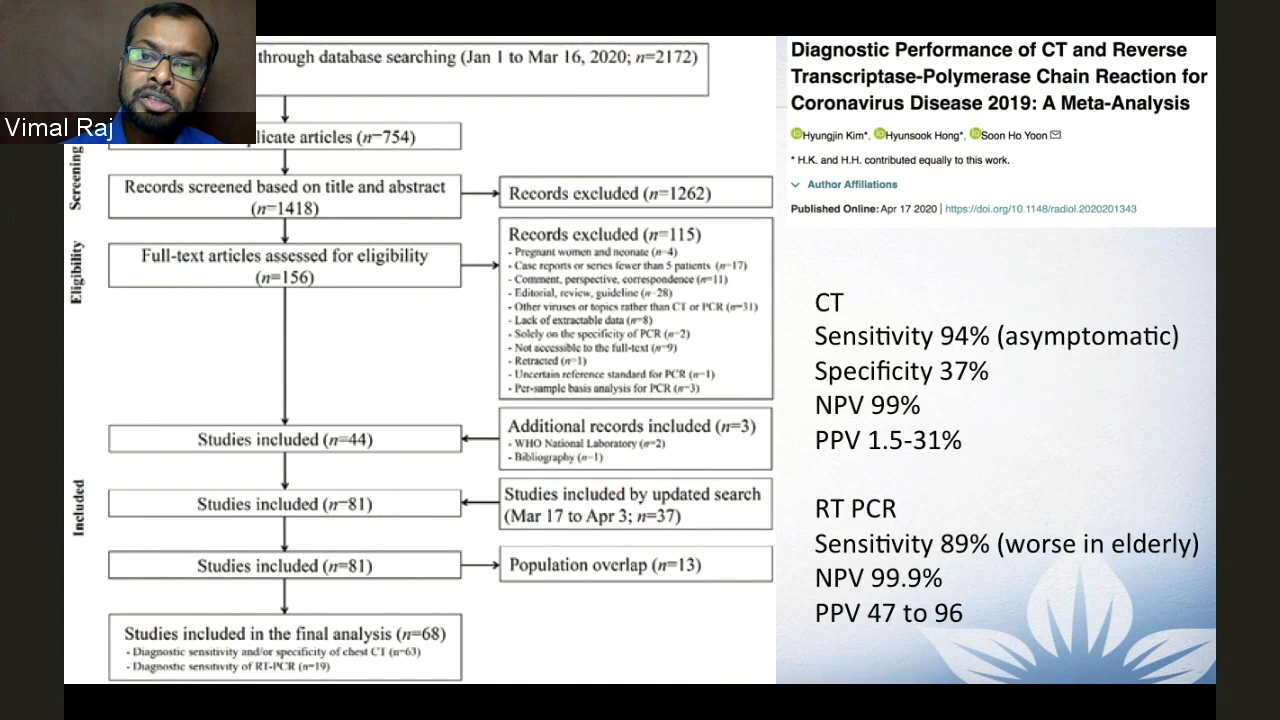 Vimal Raj
through database searching (Jan 1 to Mar 16, 2020; n=2172)
plicate articles (n=754)
Screening
Records screened based on title and abstract
(n=1418)
Records excluded (n=1262)
Eligibility
Full-text articles assessed for eligibility
(n=156)
Records excluded (n=115)
- Pregnant women and neonate (n=4)
- Case reports or series fewer than 5 patients (n=17)
- Comment, perspective, correspondence (n=11)
- Editorial, review, guideline (n=28)
- Other viruses or topics rather than CT or PCR (n=31)
- Lack of extractable data (n=8)
- Solely on the specificity of PCR (n=2)
- Not accessible to the full-text (n=9)
- Retracted (n=1)
- Uncertain reference standard for PCR (n=1)
- Per-sample basis analysis for PCR (n=3)
Included
Studies included (n=44)
Additional records included (n=3)
- WHO National Laboratory (n=2)
- Bibliography (n=1)
Studies included (n=81)
Studies included by updated search
(Mar 17 to Apr 3; n=37)
Studies included (n=81)
Population overlap (n=13)
Studies included in the final analysis (n=68)
- Diagnostic sensitivity and/or specificity of chest CT (n=63)
- Diagnostic sensitivity of RT-PCR (n=19)
Diagnostic Performance of CT and Reverse
Transcriptase-Polymerase Chain Reaction for
Coronavirus Disease 2019: A Meta-Analysis
iD Hyungjin Kim*, iD Hyunsook Hong*, iD Soon Ho Yoon
* H.K. and H.H. contributed equally to this work.
Author Affiliations
Published Online: Apr 17 2020 | https://doi.org/10.1148/radiol.2020201343
CT
Sensitivity 94% (asymptomatic)
Specificity 37%
NPV 99%
PPV 1.5-31%
RT PCR
Sensitivity 89% (worse in elderly)
NPV 99.9%
PPV 47 to 96